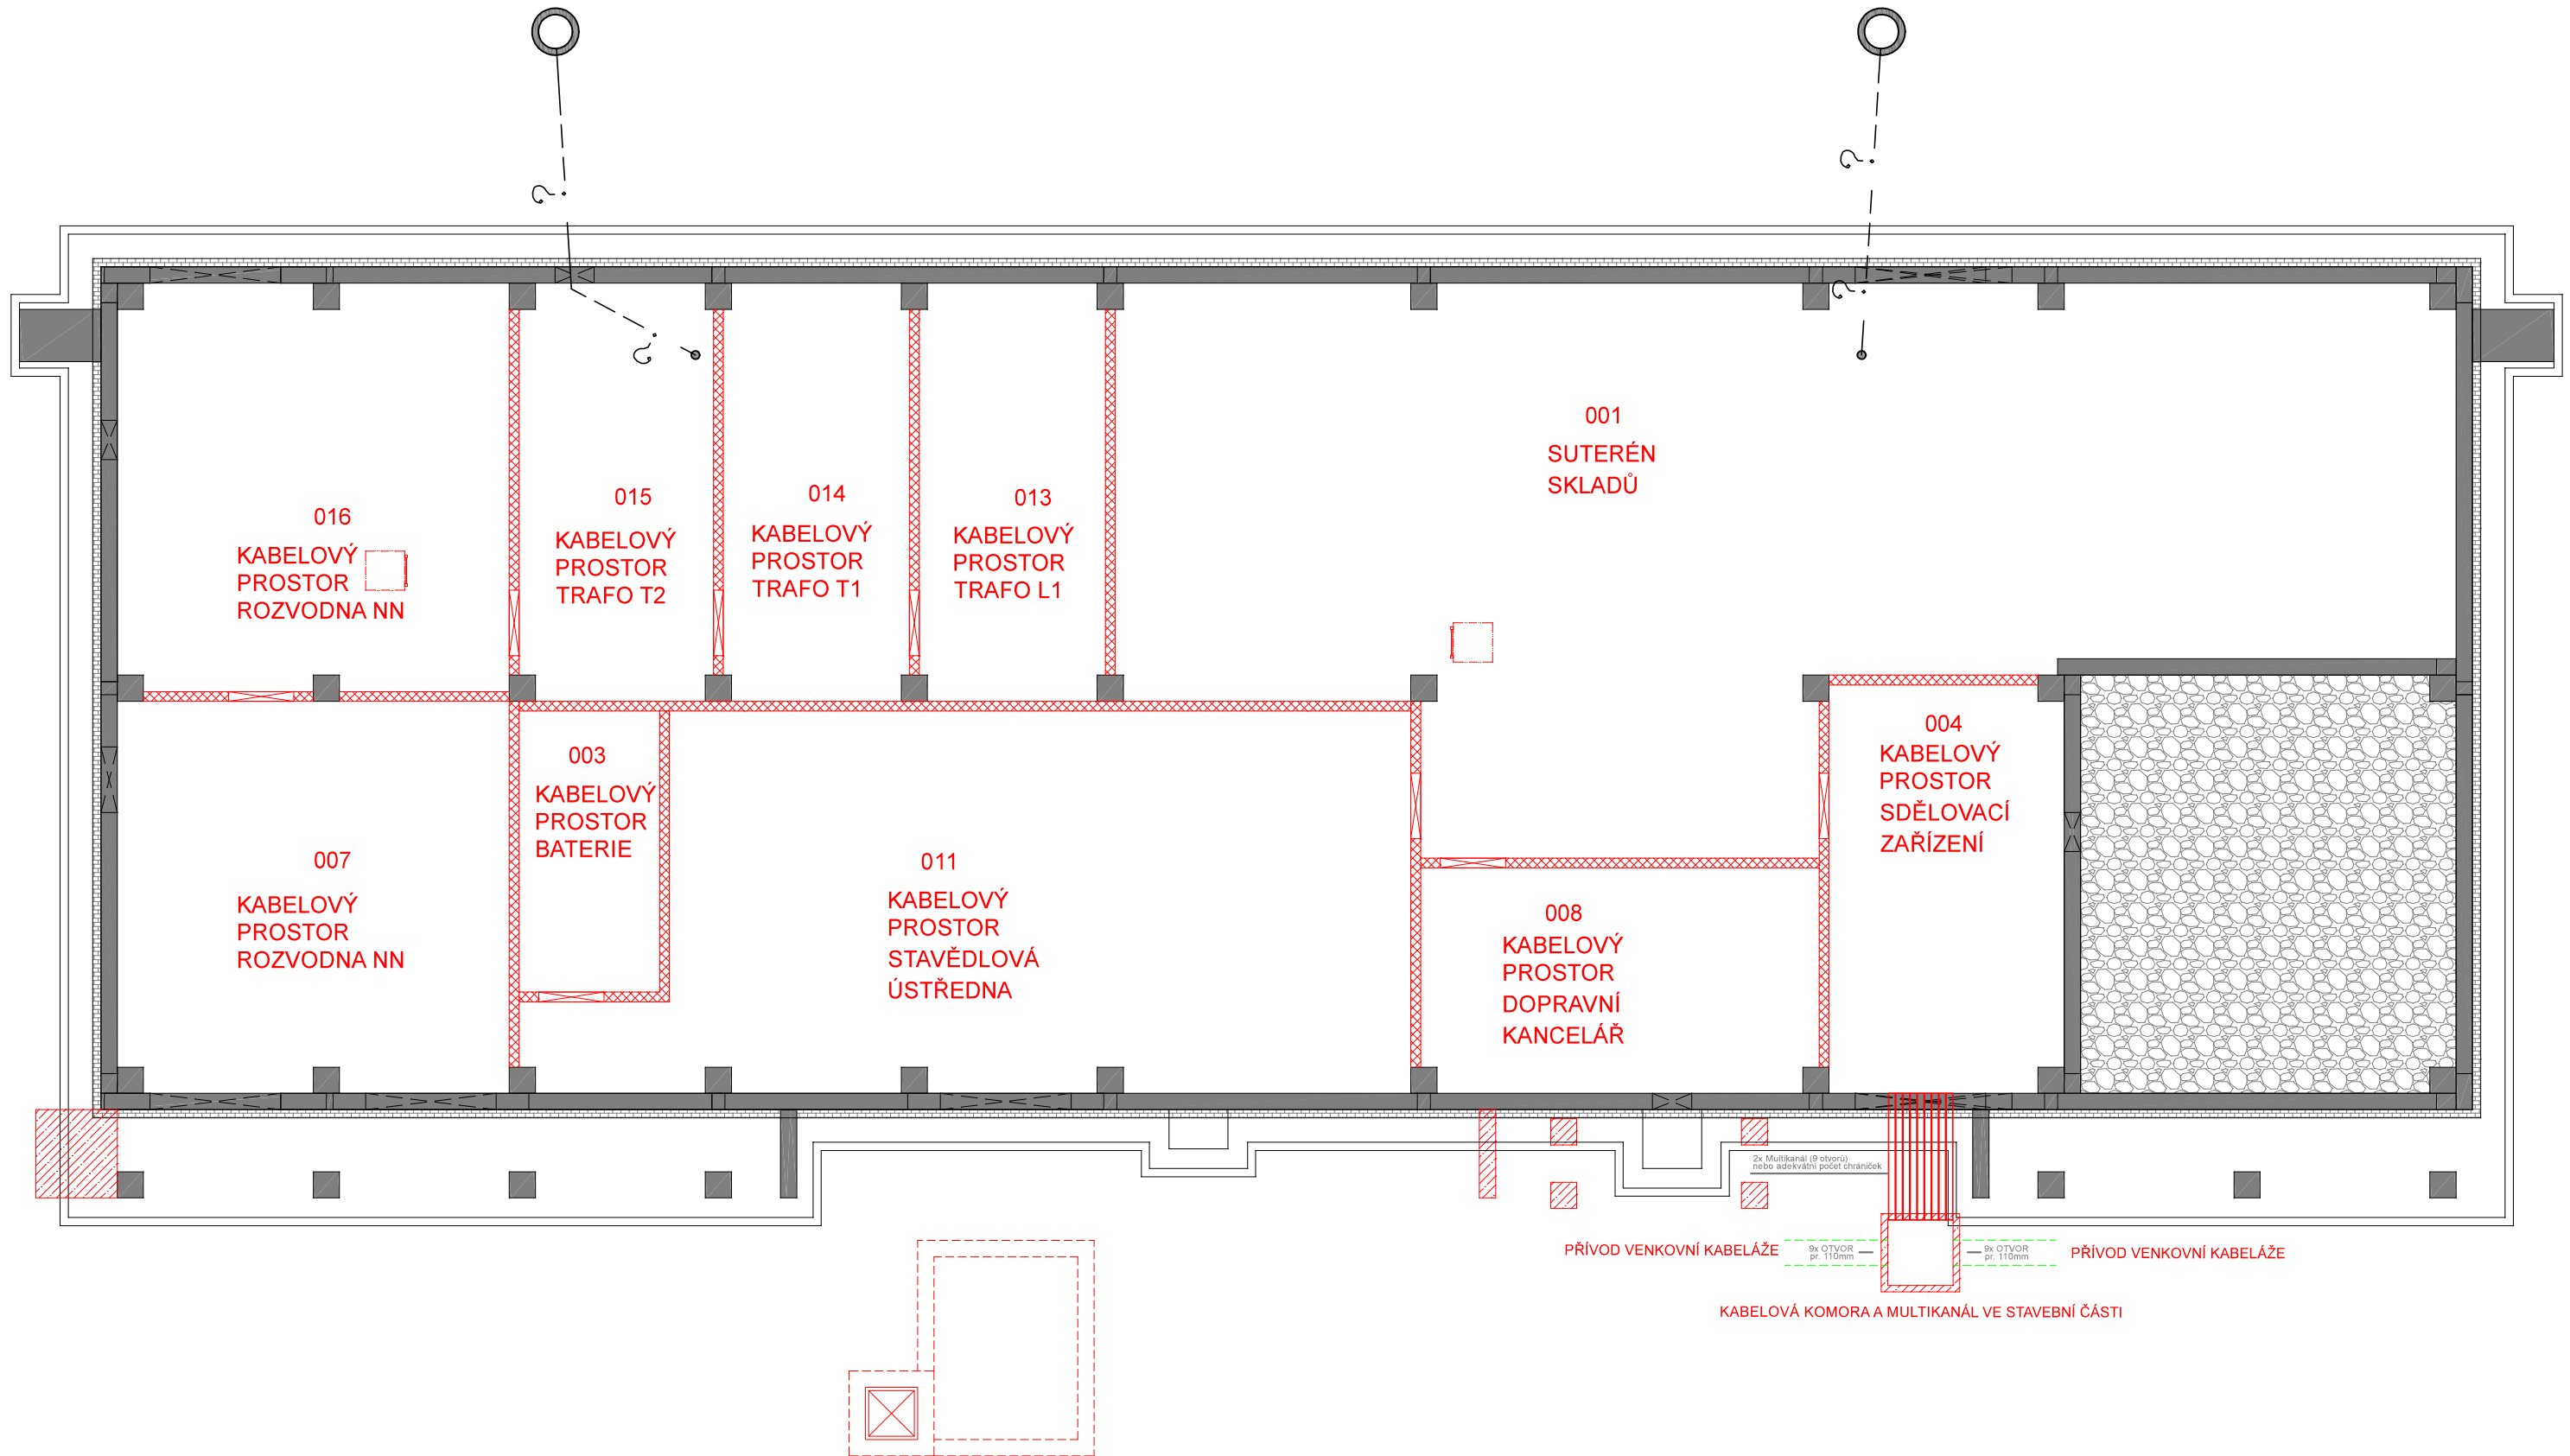 ?
?
?
?
001
SUTERÉN
SKLADŮ
016
KABELOVÝ
PROSTOR
ROZVODNA NN
015
KABELOVÝ
PROSTOR
TRAFO T2
014
KABELOVÝ
PROSTOR
TRAFO T1
013
KABELOVÝ
PROSTOR
TRAFO L1
007
KABELOVÝ
PROSTOR
ROZVODNA NN
003
KABELOVÝ
PROSTOR
BATERIE
011
KABELOVÝ
PROSTOR
STAVĚDLOVÁ
ÚSTŘEDNA
008
KABELOVÝ
PROSTOR
DOPRAVNÍ
KANCELÁŘ
004
KABELOVÝ
PROSTOR
SDĚLOVACÍ
ZAŘÍZENÍ
2x Multikanál (9 otvorů)
nebo adekvátní počet chrániček
PŘÍVOD VENKOVNÍ KABELÁŽE
9x OTVOR
pr. 110mm
9x OTVOR
pr. 110mm
PŘÍVOD VENKOVNÍ KABELÁŽE
KABELOVÁ KOMORA A MULTIKANÁL VE STAVEBNÍ ČÁSTI